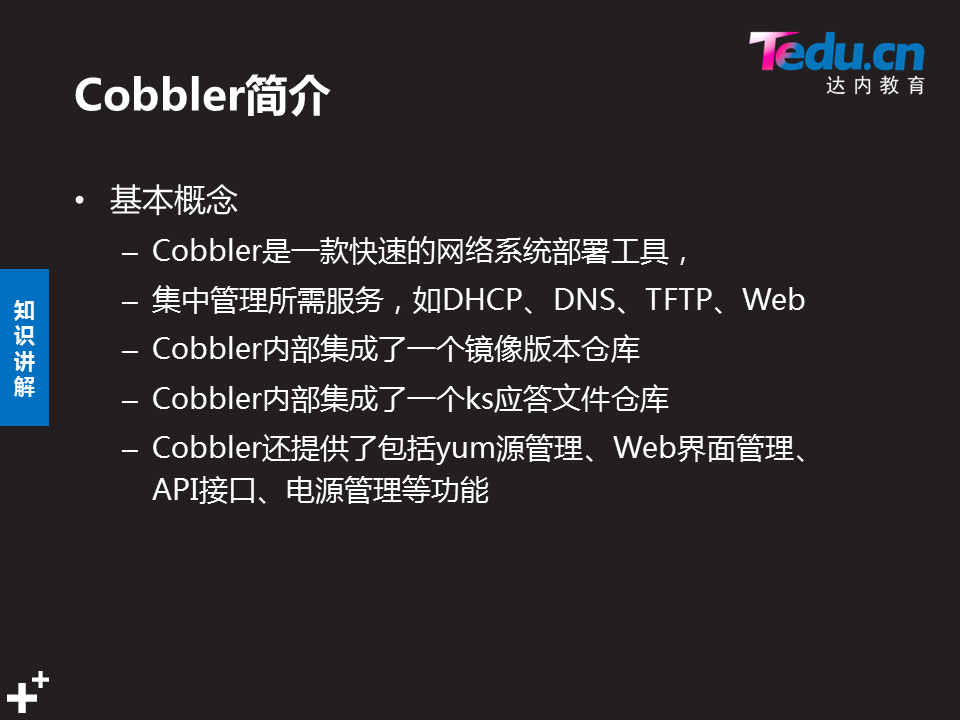 Tedu.cn
达内教育
Cobbler简介
• 基本概念
– Cobbler是一款快速的网络系统部署工具，
– 集中管理所需服务，如DHCP、DNS、TFTP、Web
– Cobbler内部集成了一个镜像版本仓库
– Cobbler内部集成了一个ks应答文件仓库
– Cobbler还提供了包括yum源管理、Web界面管理、
API接口、电源管理等功能
知识讲解